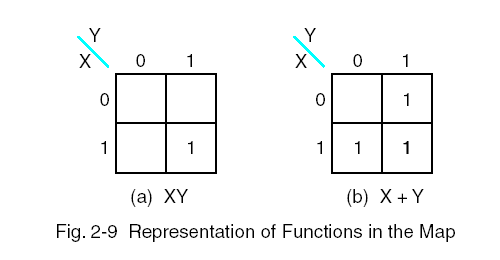 Y Y
X 0 1 X 0 1
0 0 1
1 1 1 1 1
(a) XY (b) X + Y
Fig. 2-9 Representation of Functions in the Map